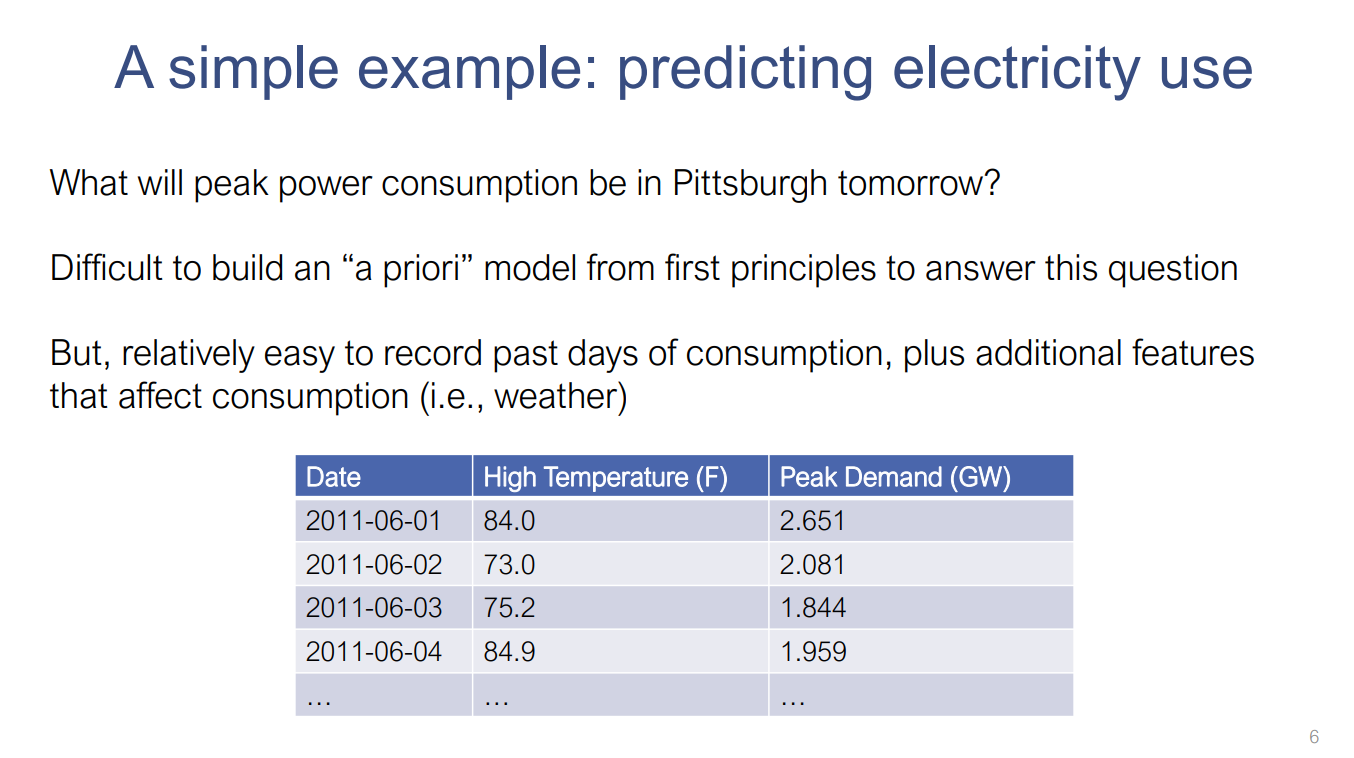 A simple example: predicting electricity use
What will peak power consumption be in Pittsburgh tomorrow?
Difficult to build an “a priori” model from first principles to answer this question
But, relatively easy to record past days of consumption, plus additional features
that affect consumption (i.e., weather)
Date High Temperature (F) Peak Demand (GW)
2011-06-01 84.0 2.651
2011-06-02 73.0 2.081
2011-06-03 75.2 1.844
2011-06-04 84.9 1.959
… … …
6